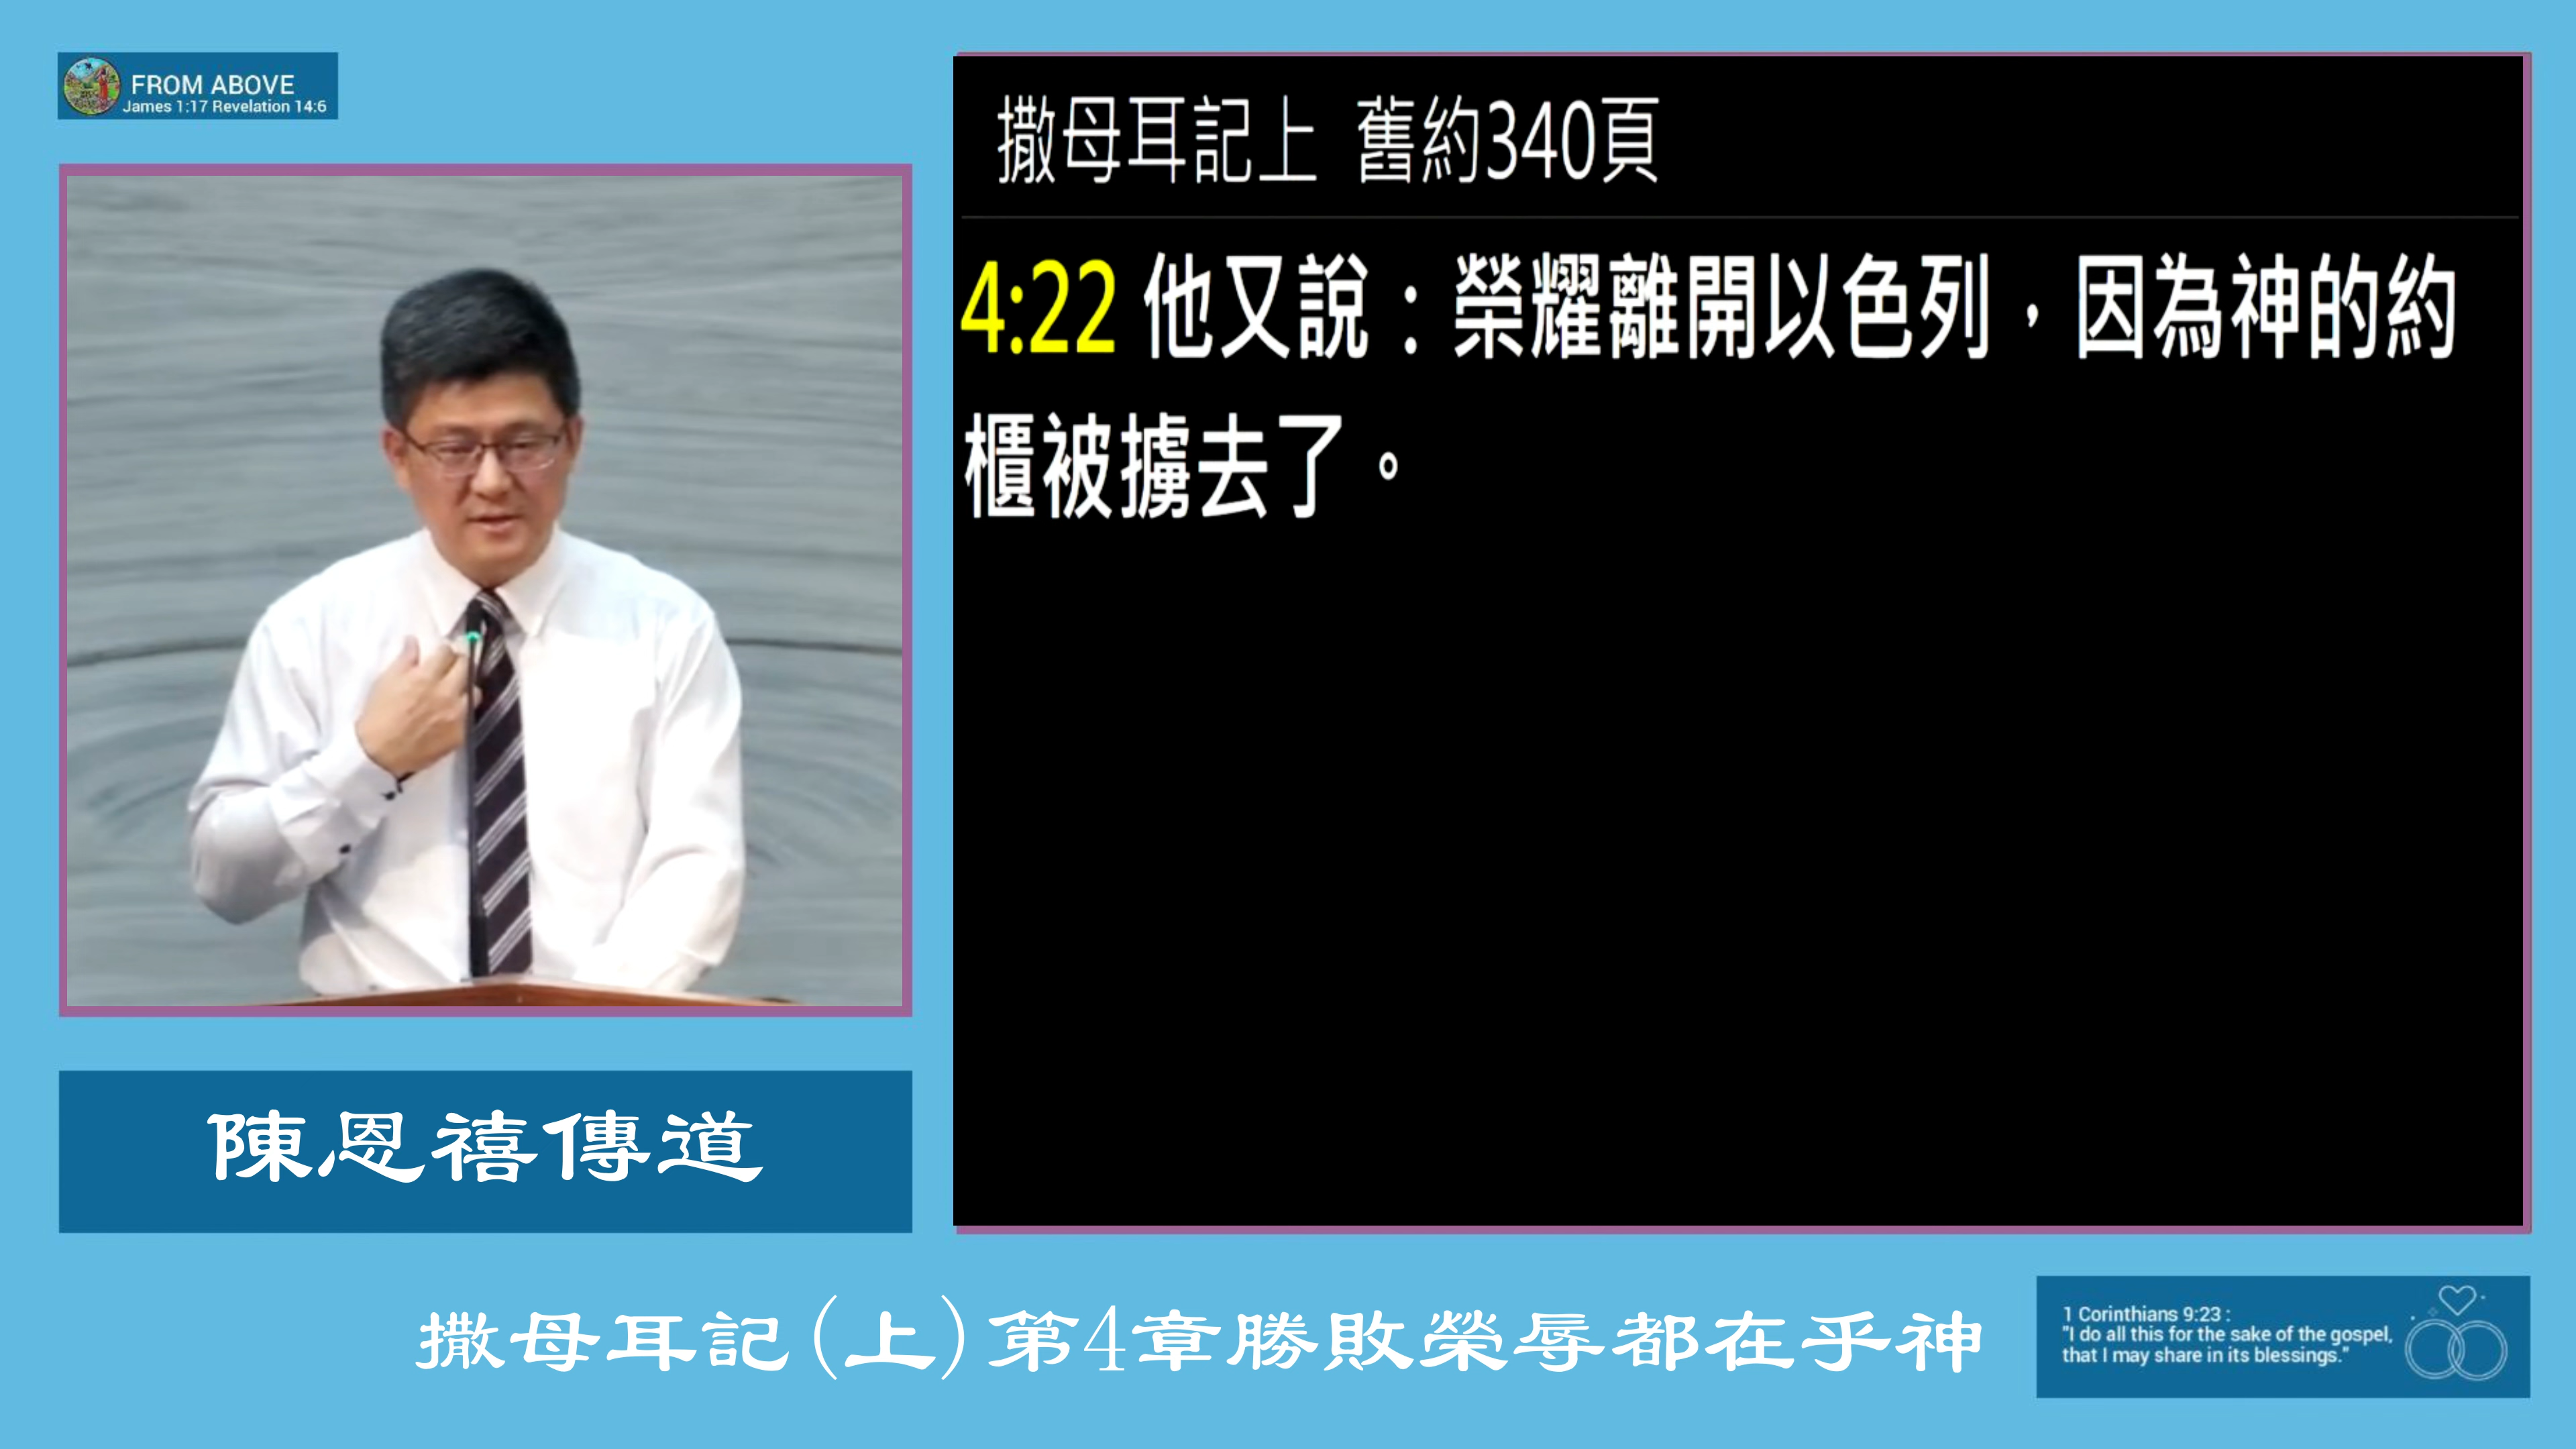 FROM ABOVE
James 1:17 Revelation 14:6
撒母耳記上 舊約340頁
4:22 他又說：榮耀離開以色列，因為神的約
櫃被擄去了。
陳恩禧傳道
撒母耳記(上)第4章勝敗榮辱都在乎神
1 Corinthians 9:23 :
"I do all this for the sake of the gospel,
that I may share in its blessings."